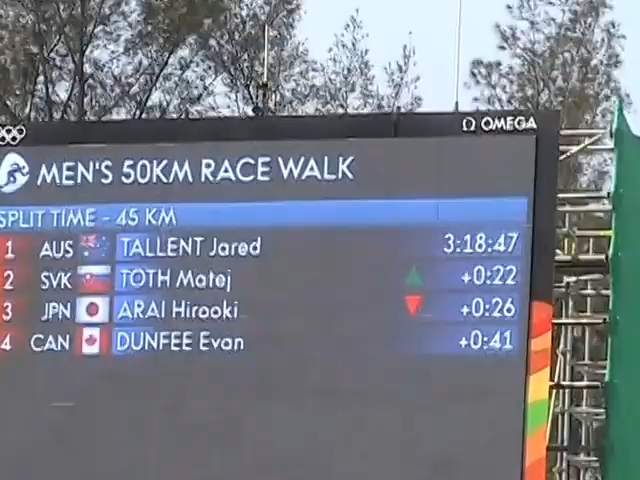 Ω OMEGA
MEN'S 50KM RACE WALK
SPLIT TIME - 45 KM
1 AUS TALLENT Jared 3:18:47
2 SVK TOTH Matej +0:22
3 JPN ARAI Hirooki +0:26
4 CAN DUNFEE Evan +0:41